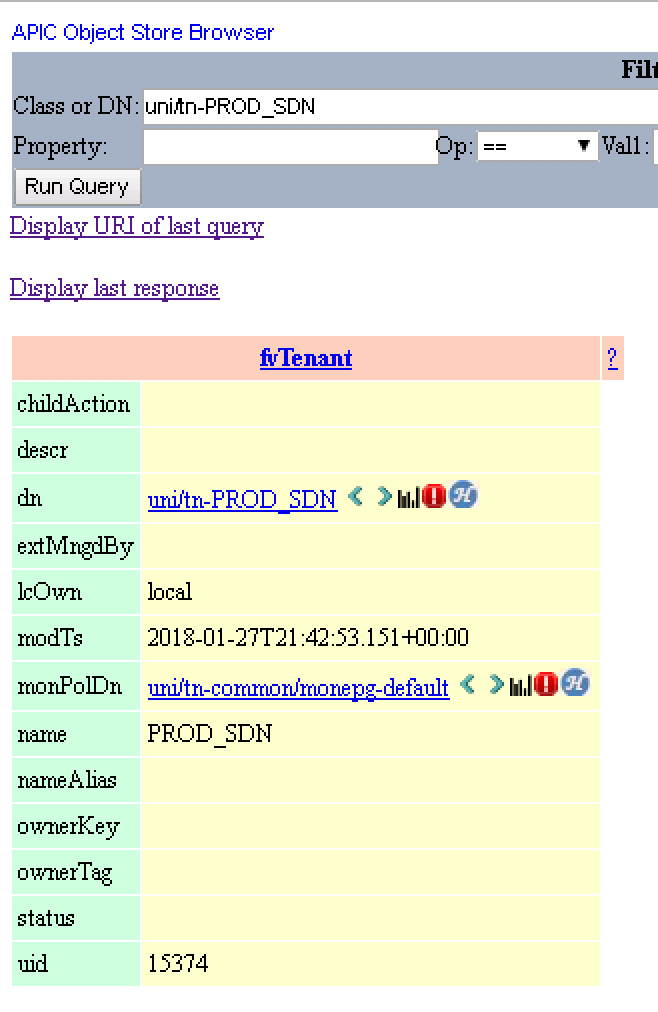 APIC Object Store Browser
Class or DN: uni/tn-PROD_SDN
Property: Op: == Val1:
Run Query
Display URI of last query
Display last response
fvTenant ?
childAction
descr
dn uni/tn-PROD_SDN
extMngdBy
lcOwn local
modTs 2018-01-27T21:42:53.151+00:00
monPolDn uni/tn-common/monepg-default
name PROD_SDN
nameAlias
ownerKey
ownerTag
status
uid 15374